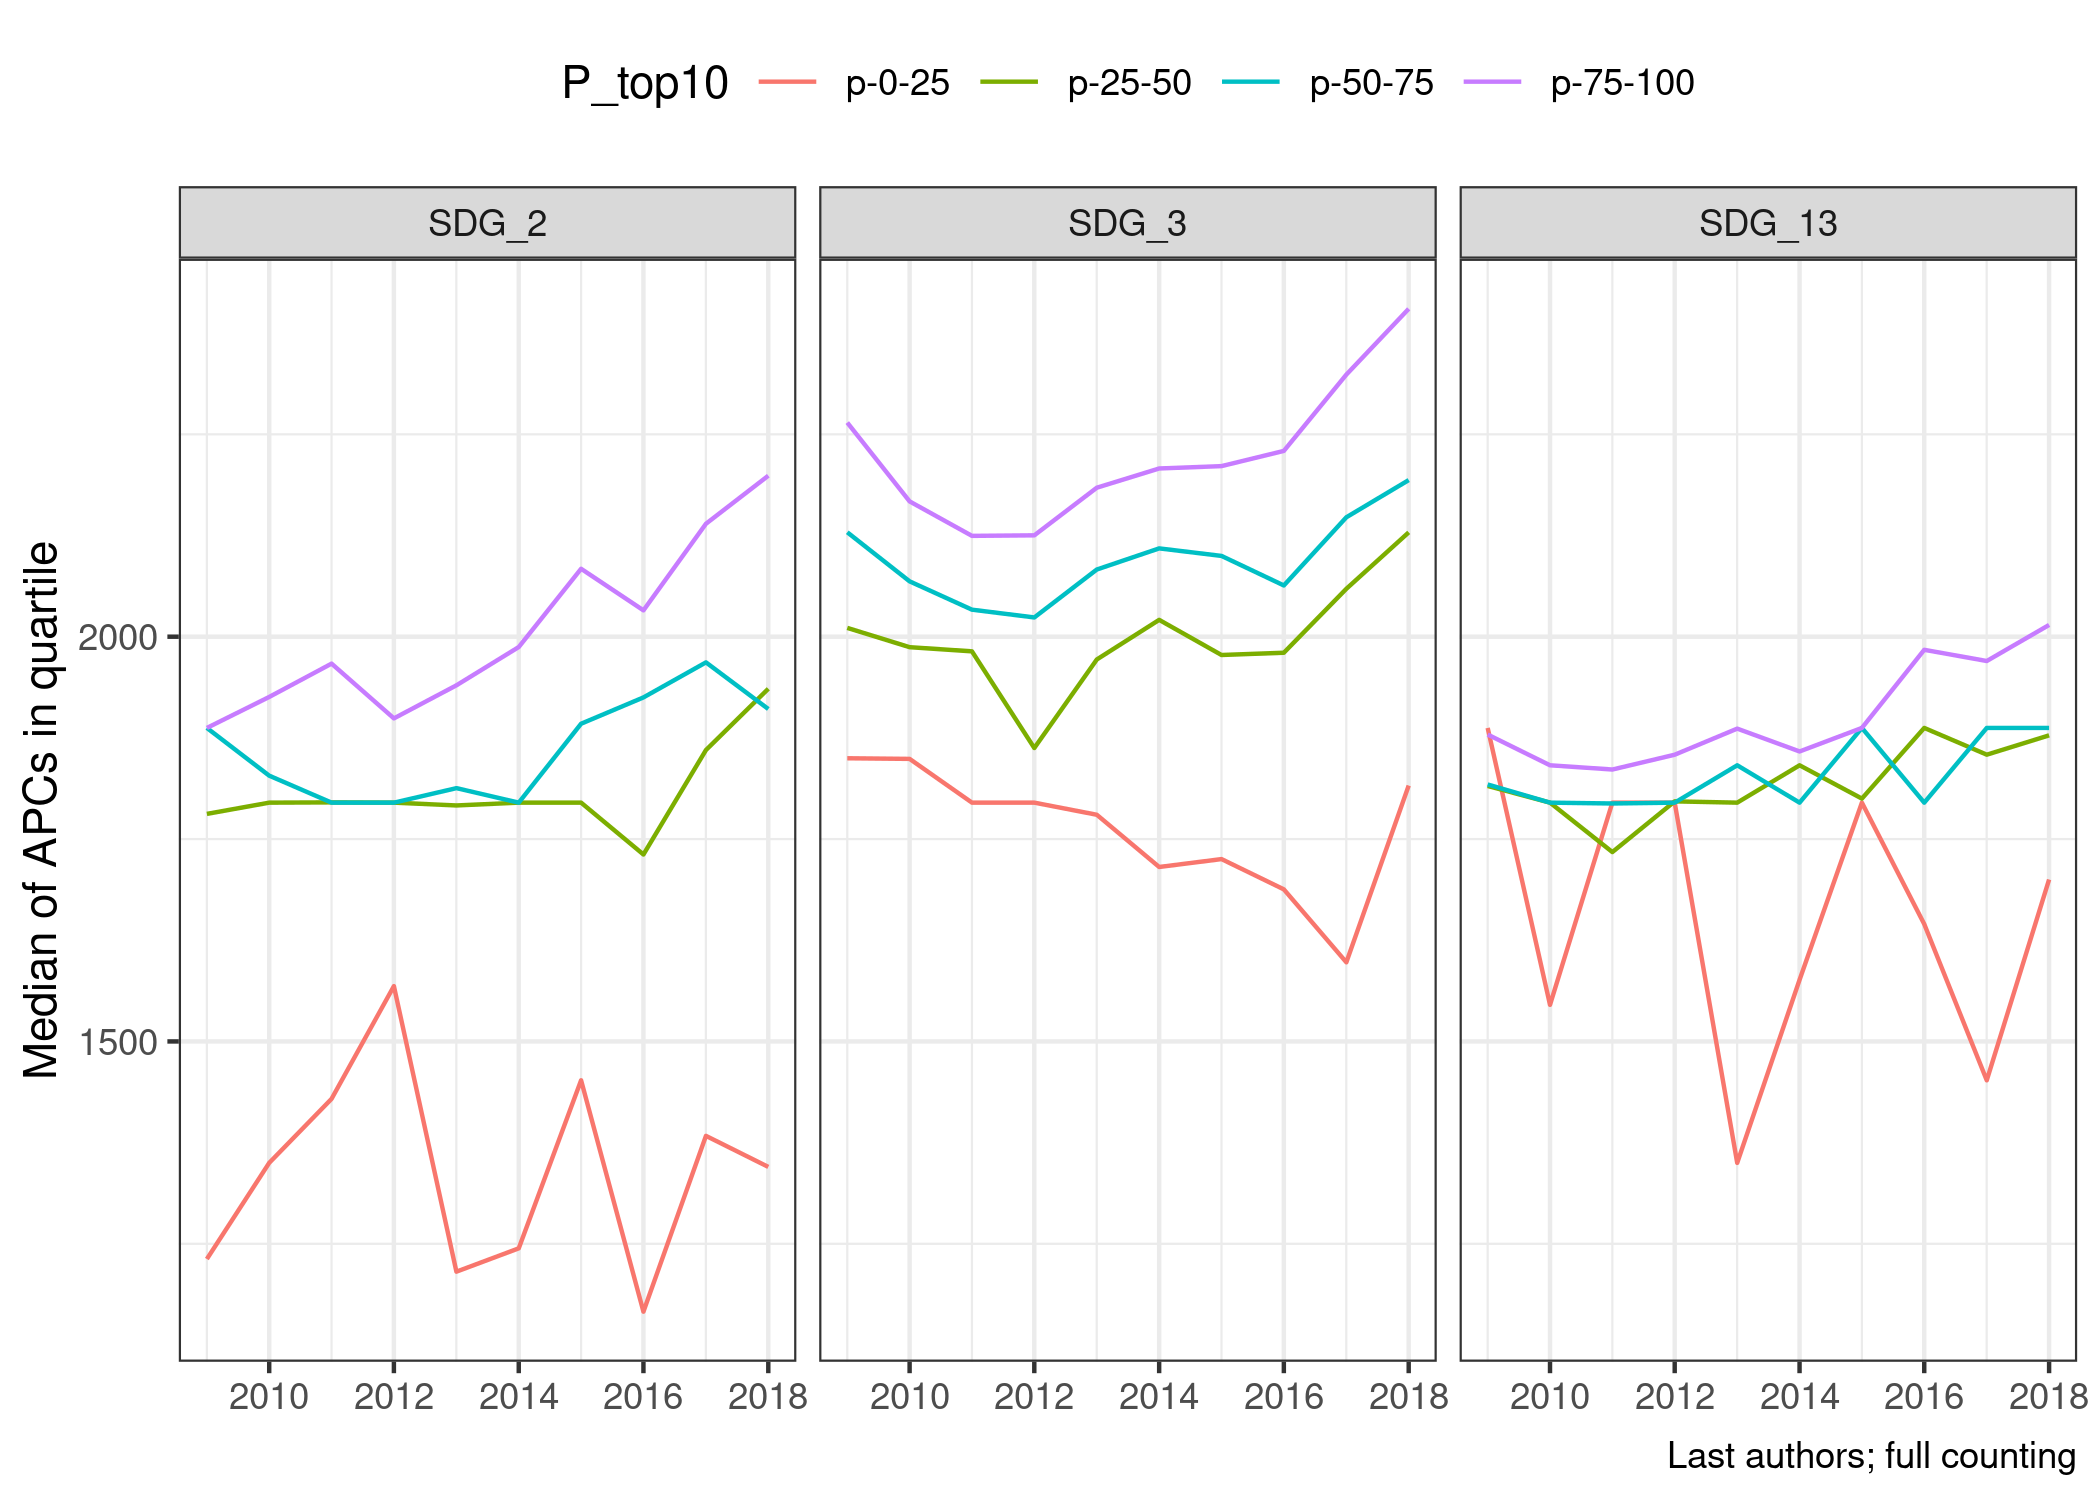 P_top10 p-0-25 p-25-50 p-50-75 p-75-100
SDG_2 SDG_3 SDG_13
Median of APCs in quartile
2000
1500
2010 2012 2014 2016 2018 2010 2012 2014 2016 2018 2010 2012 2014 2016 2018
Last authors; full counting